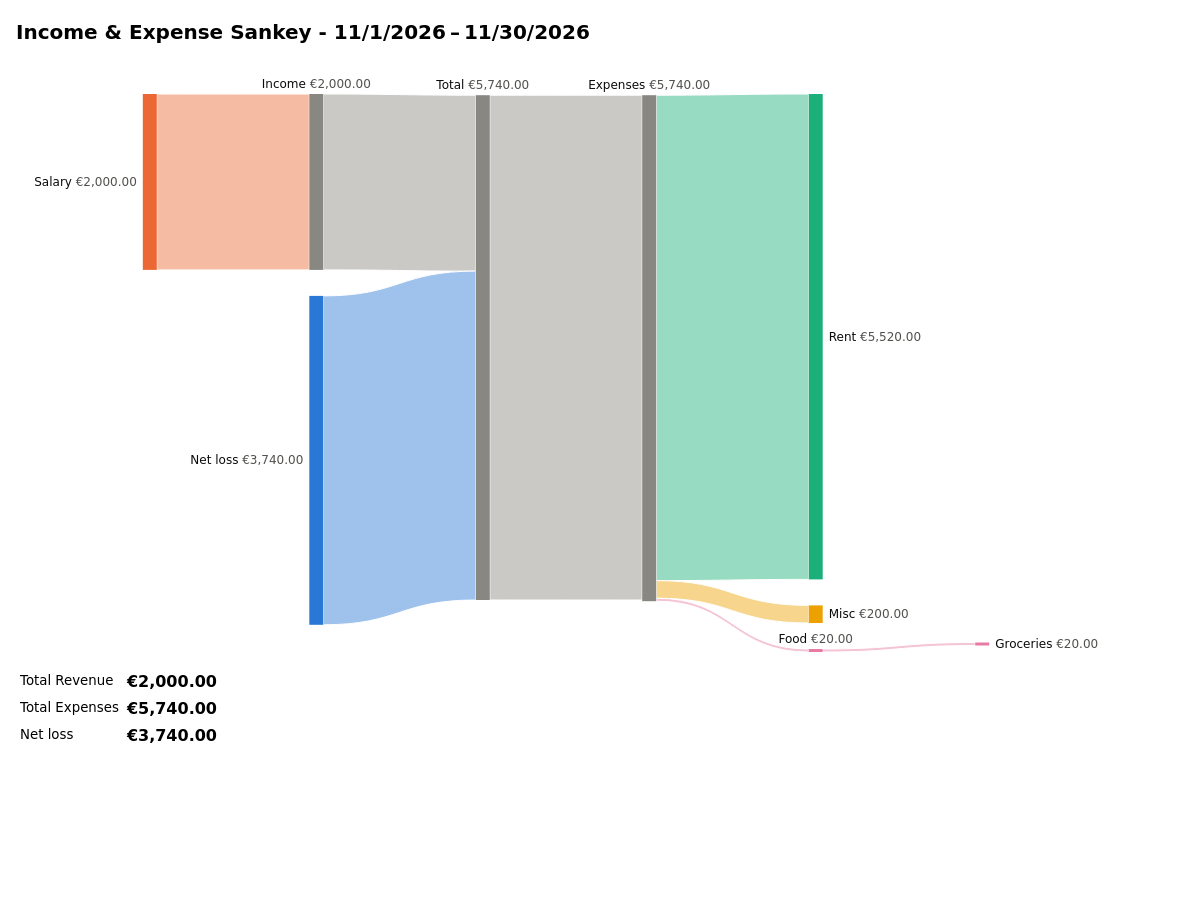 Income & Expense Sankey - 11/1/2026 – 11/30/2026
Income €2,000.00
Total €5,740.00
Expenses €5,740.00
Salary €2,000.00
Rent €5,520.00
Net loss €3,740.00
Misc €200.00
Food €20.00
Groceries €20.00
Total Revenue €2,000.00
Total Expenses €5,740.00
Net loss €3,740.00